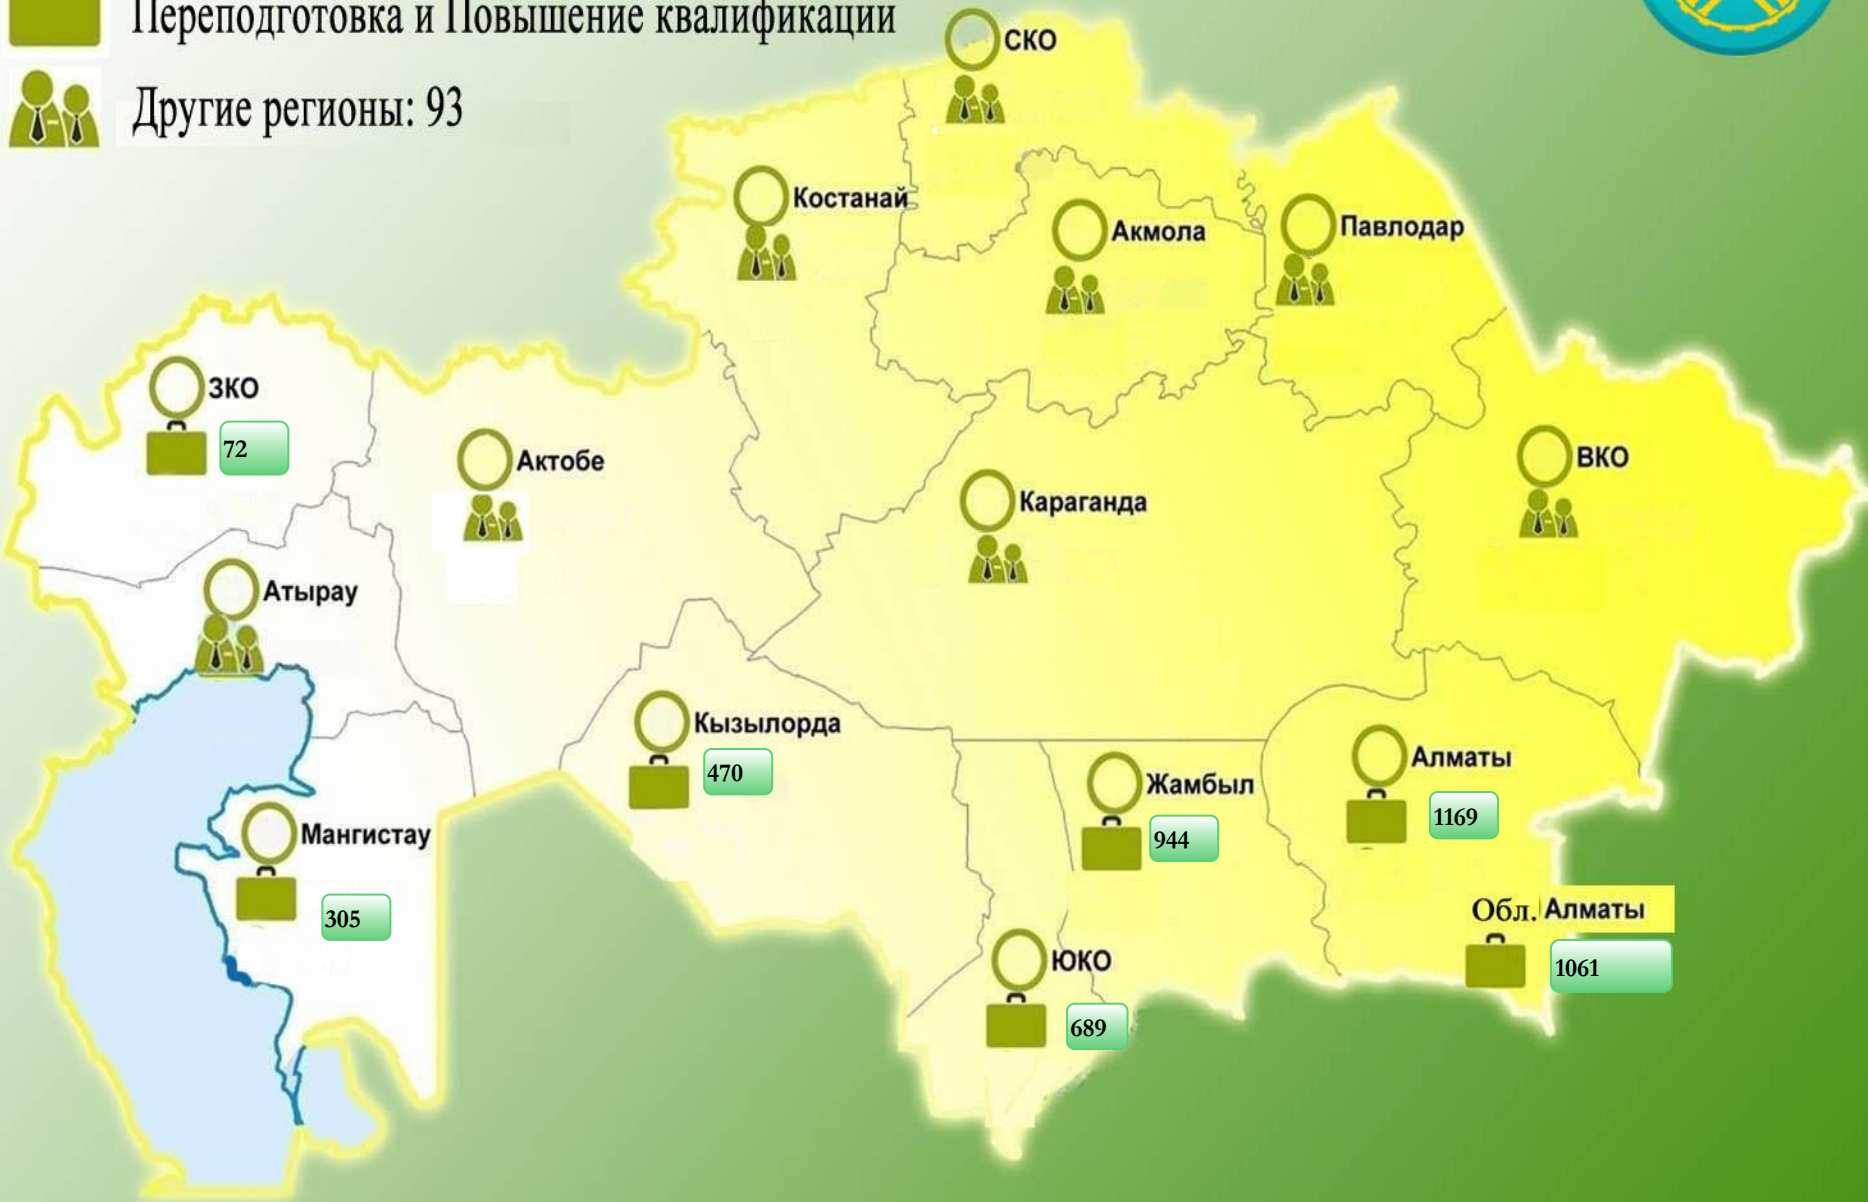 Переподготовка и Повышение квалификации
Другие регионы: 93
СКО
Костанай
Акмола
Павлодар
ЗКО
72
Актобе
Караганда
ВКО
Атырау
Кызылорда
470
Жамбыл
944
Алматы
1169
Мангистау
305
Обл. Алматы
1061
ЮКО
689